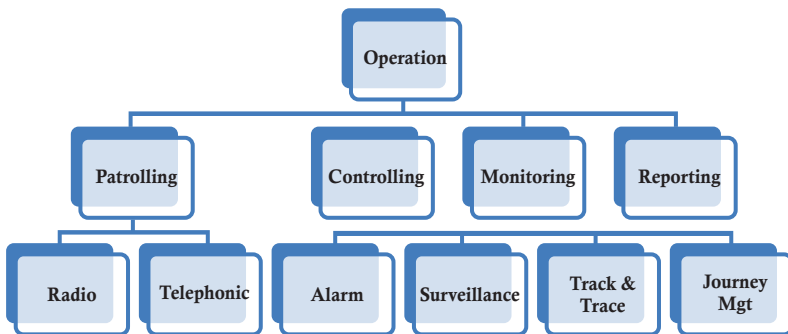 Operation
Patrolling
Controlling
Monitoring
Reporting
Radio
Telephonic
Alarm
Surveillance
Track &
Trace
Journey
Mgt